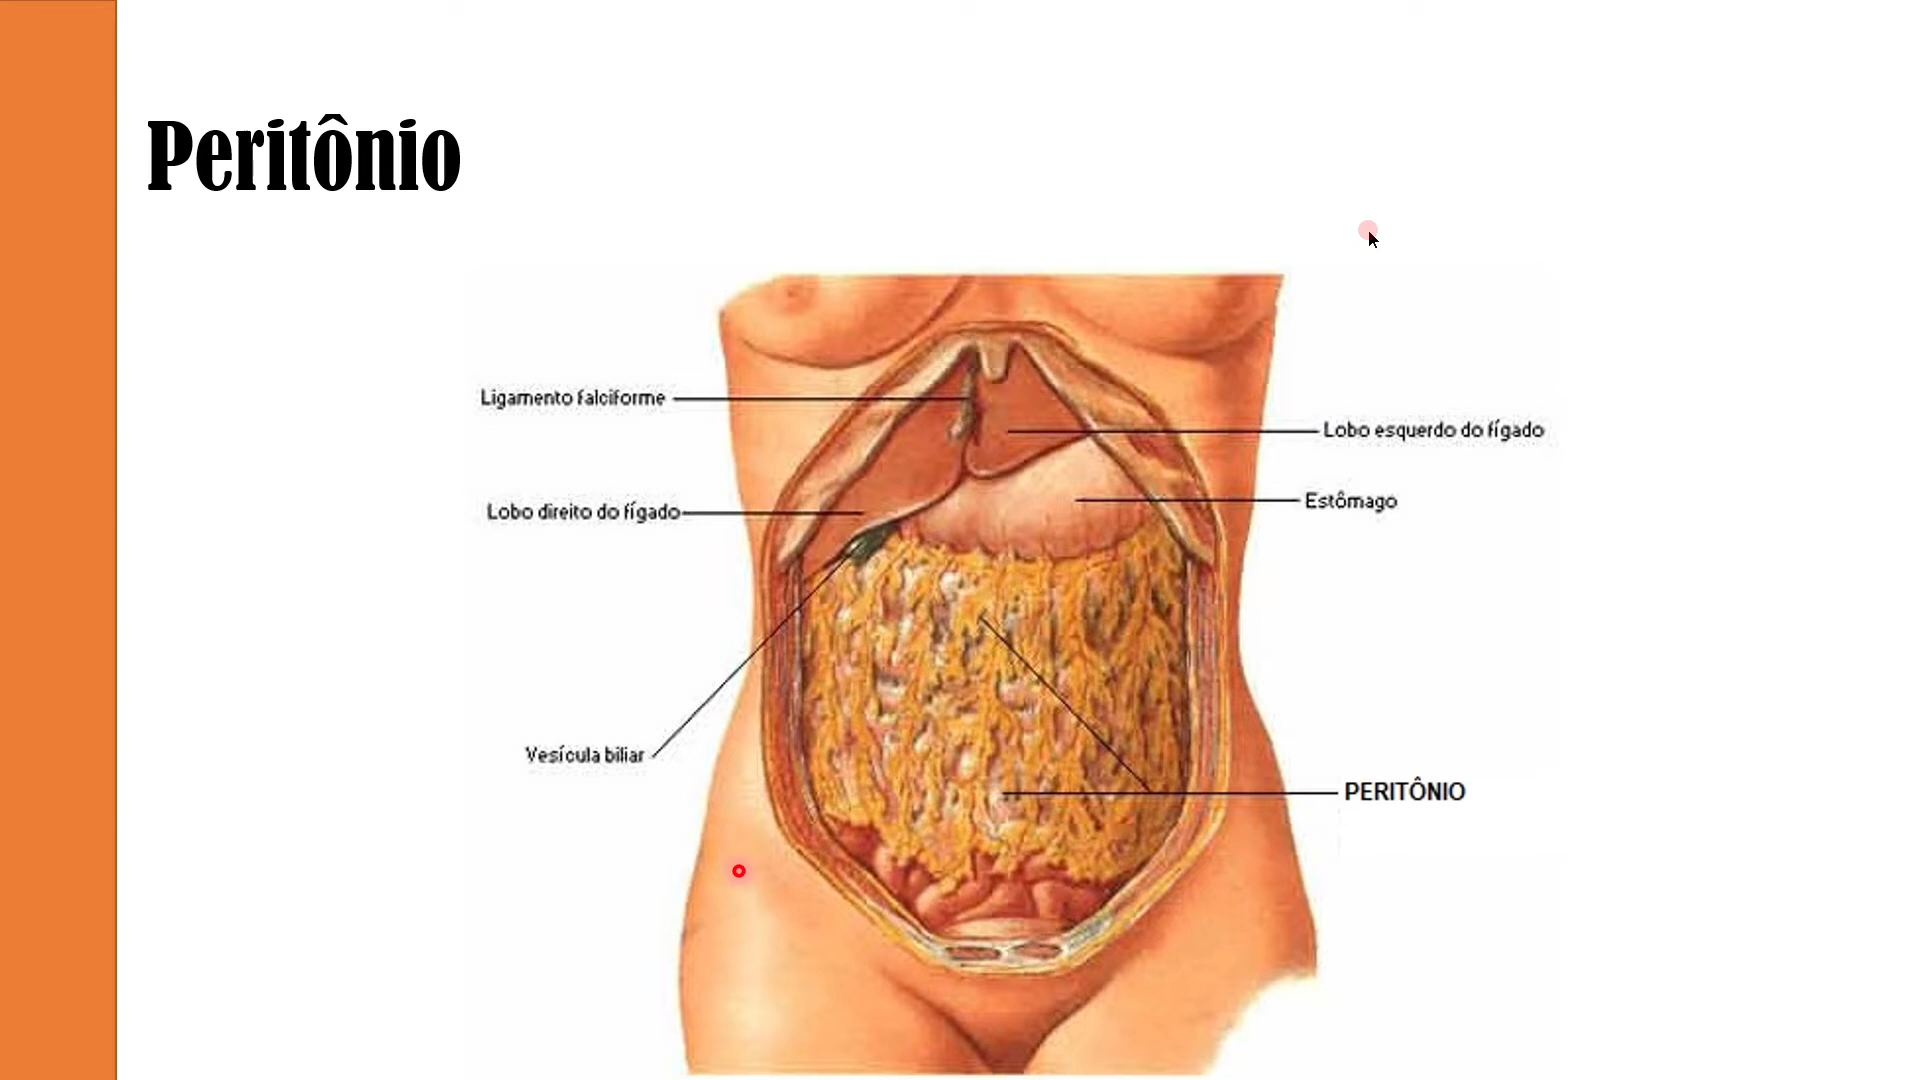 Peritônio
Ligamento falciforme
Lobo esquerdo do fígado
Estômago
Lobo direito do fígado
Vesícula biliar
PERITÔNIO